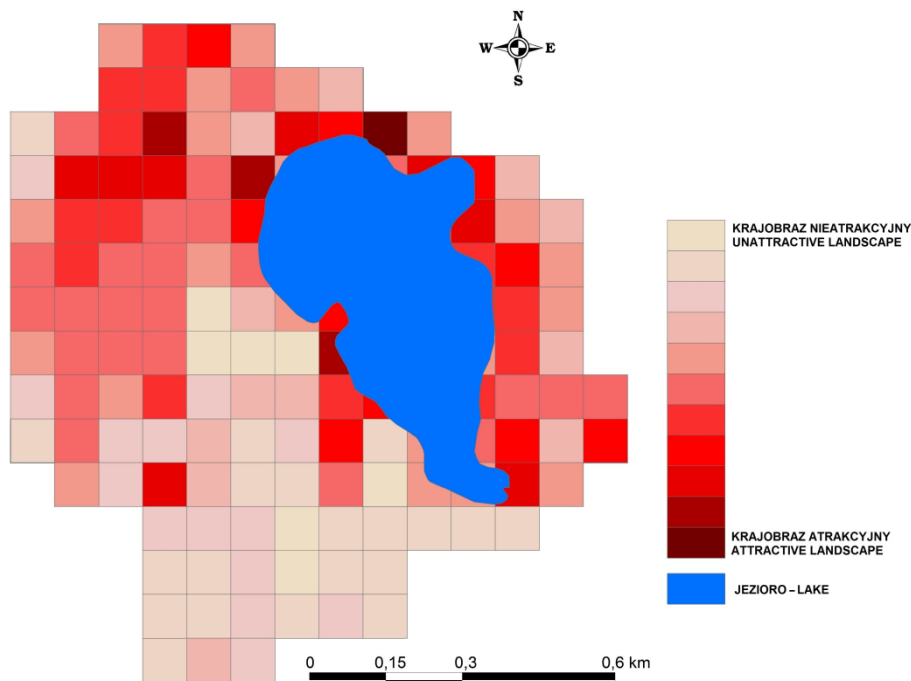 N
W E
S
KRAJOBRAZ NIEATRAKCYJNY
UNATTRACTIVE LANDSCAPE
KRAJOBRAZ ATRAKCYJNY
ATTRACTIVE LANDSCAPE
JEZIORO – LAKE
0 0,15 0,3 0,6 km